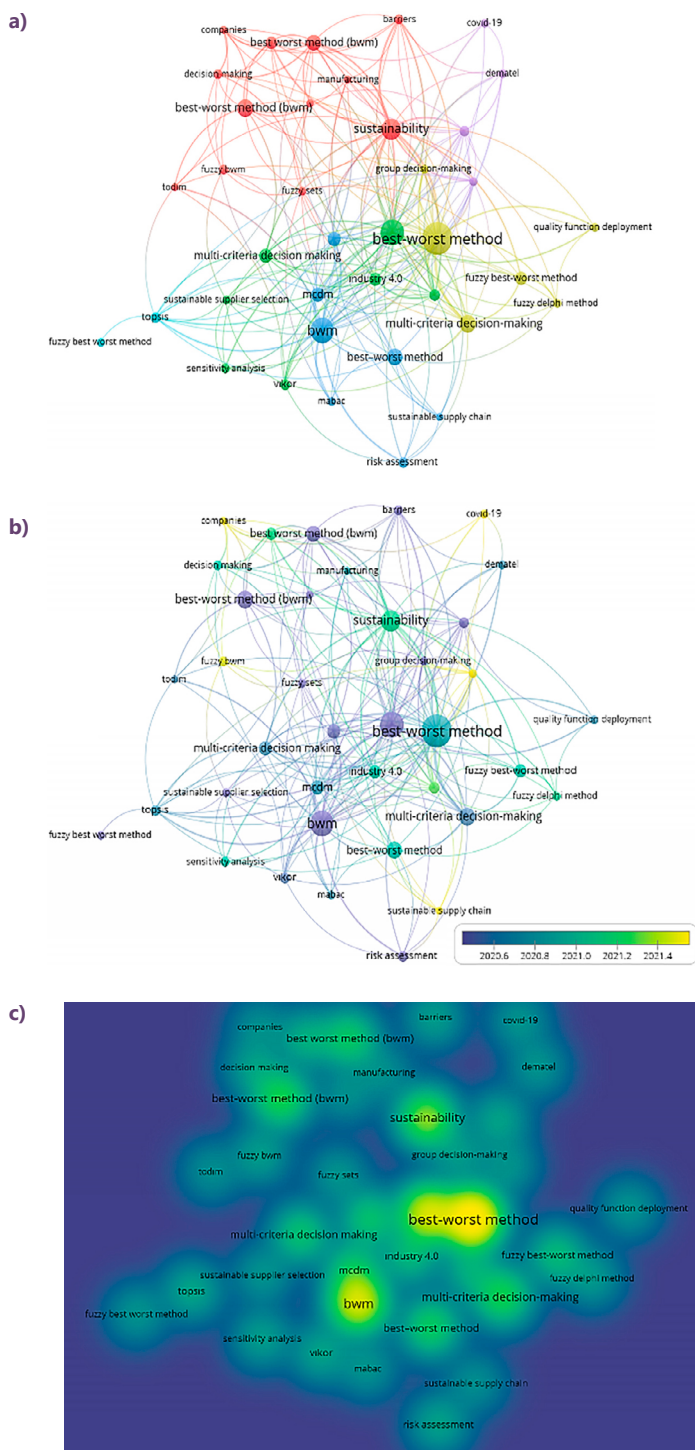 a)
companies
barriers
covid-19
best worst method (bwm)
decision making
manufacturing
dematel
best-worst method (bwm)
sustainability
group decision-making
fuzzy bwm
todim
fuzzy sets
quality function deployment
best-worst method
multi-criteria decision making
industry 4.0
fuzzy best-worst method
mcdm
sustainable supplier selection
fuzzy delphi method
topsis
bwm
multi-criteria decision-making
fuzzy best worst method
best–worst method
sensitivity analysis
vikor
mabac
sustainable supply chain
risk assessment
b)
companies
barriers
covid-19
best worst method (bwm)
decision making
manufacturing
dematel
best-worst method (bwm)
sustainability
fuzzy bwm
group decision-making
todim
fuzzy sets
quality function deployment
best-worst method
multi-criteria decision making
industry 4.0
fuzzy best-worst method
mcdm
sustainable supplier selection
fuzzy delphi method
topsis
bwm
multi-criteria decision-making
fuzzy best worst method
best–worst method
sensitivity analysis
vikor
mabac
sustainable supply chain
risk assessment
2020.6 2020.8 2021.0 2021.2 2021.4
c)
companies
barriers
covid-19
best worst method (bwm)
decision making
manufacturing
dematel
best-worst method (bwm)
sustainability
fuzzy bwm
group decision-making
todim
fuzzy sets
quality function deployment
best-worst method
multi-criteria decision making
industry 4.0
fuzzy best-worst method
mcdm
sustainable supplier selection
fuzzy delphi method
topsis
bwm
multi-criteria decision-making
fuzzy best worst method
best–worst method
sensitivity analysis
vikor
mabac
sustainable supply chain
risk assessment